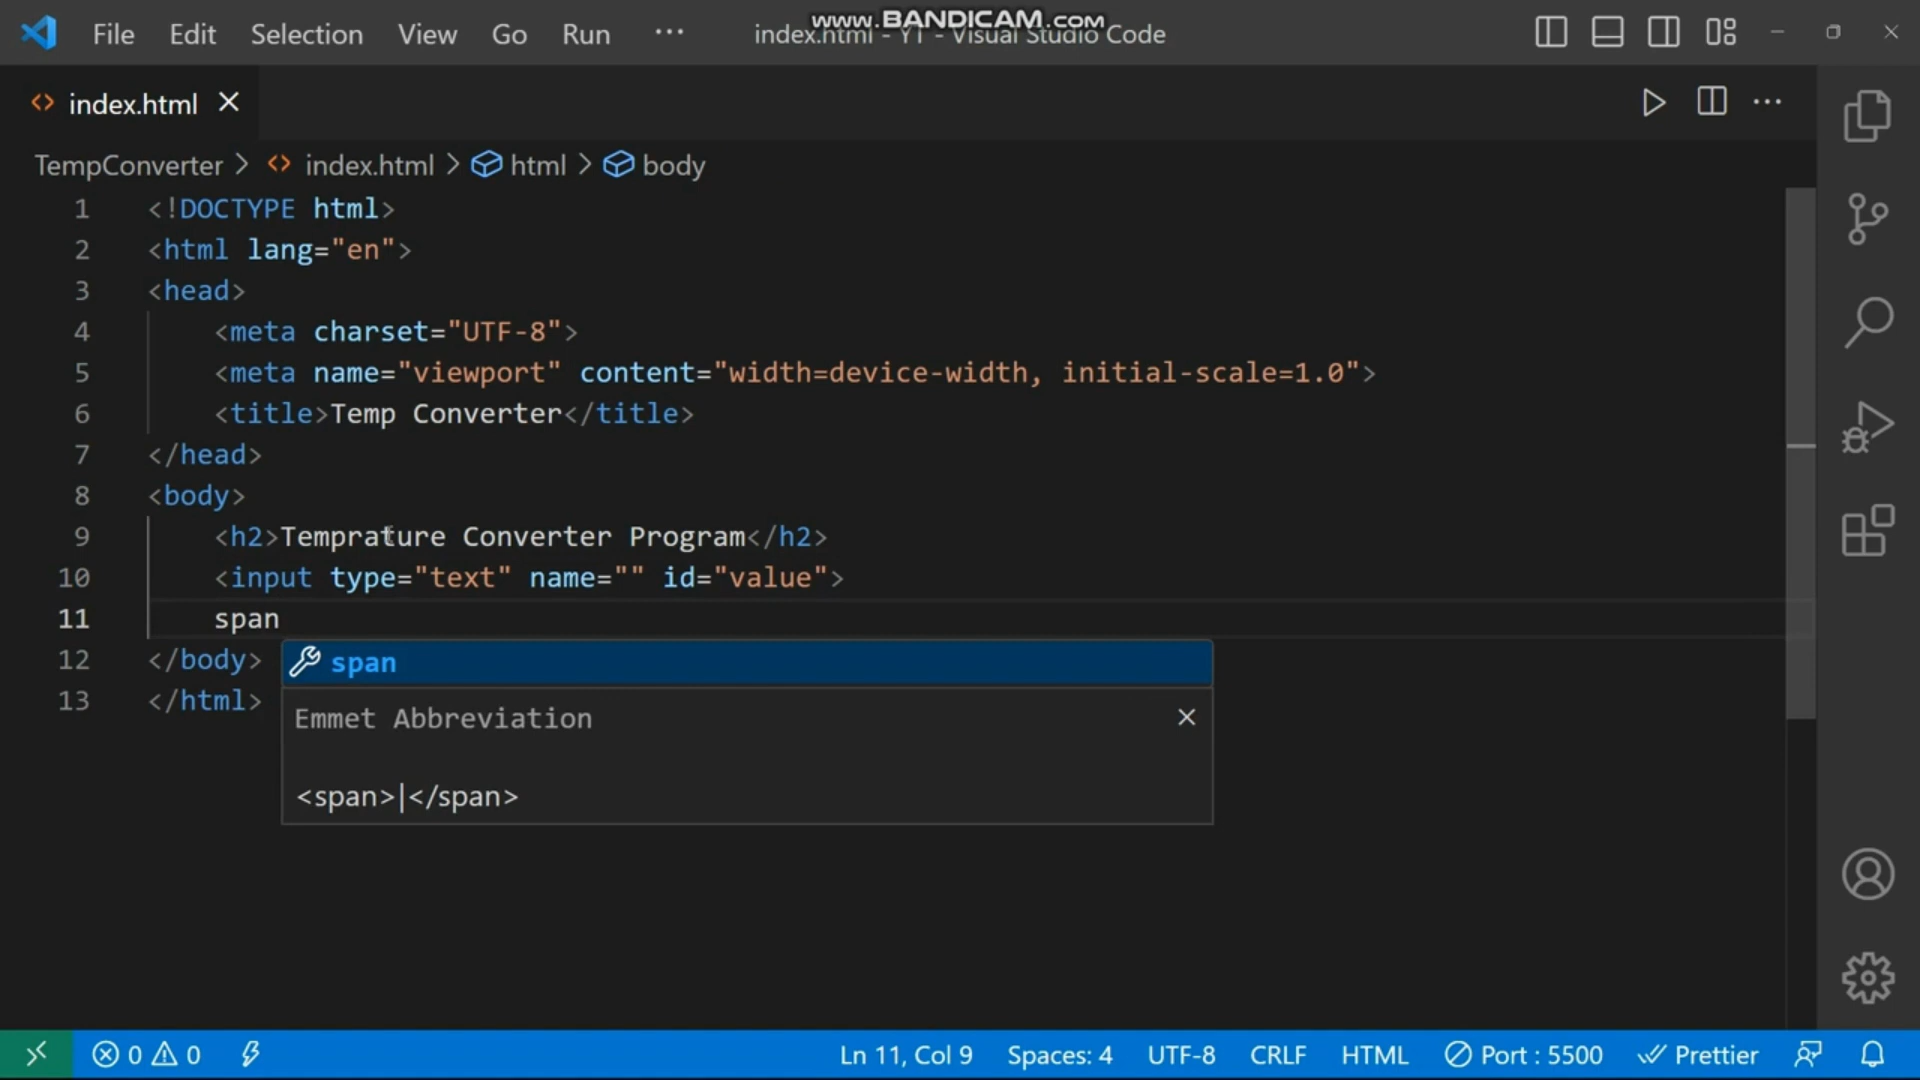 www.BANDICAM.com
File Edit Selection View Go Run ··· index.html - YT - Visual Studio Code
index.html
TempConverter > index.html > html > body
1 <!DOCTYPE html>
2 <html lang="en">
3 <head>
4 <meta charset="UTF-8">
5 <meta name="viewport" content="width=device-width, initial-scale=1.0">
6 <title>Temp Converter</title>
7 </head>
8 <body>
9 <h2>Temprature Converter Program</h2>
10 <input type="text" name="" id="value">
11 span
12 </body>
span
13 </html>
Emmet Abbreviation
<span>|</span>
0 0 Ln 11, Col 9 Spaces: 4 UTF-8 CRLF HTML Port : 5500 Prettier